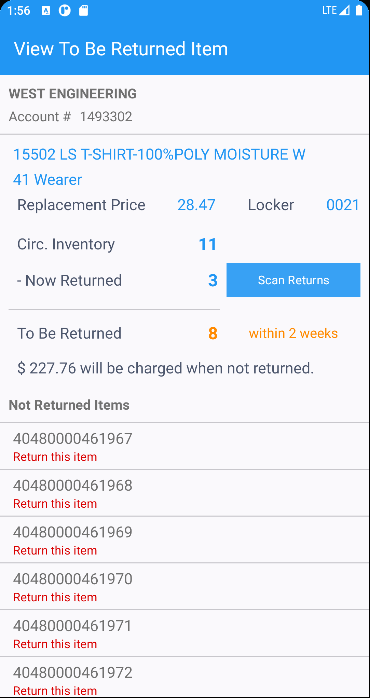 1:56 LTE
View To Be Returned Item
WEST ENGINEERING
Account # 1493302
15502 LS T-SHIRT-100%POLY MOISTURE W
41 Wearer
Replacement Price 28.47 Locker 0021
Circ. Inventory 11
- Now Returned 3 Scan Returns
To Be Returned 8 within 2 weeks
$ 227.76 will be charged when not returned.
Not Returned Items
40480000461967
Return this item
40480000461968
Return this item
40480000461969
Return this item
40480000461970
Return this item
40480000461971
Return this item
40480000461972
Return this item